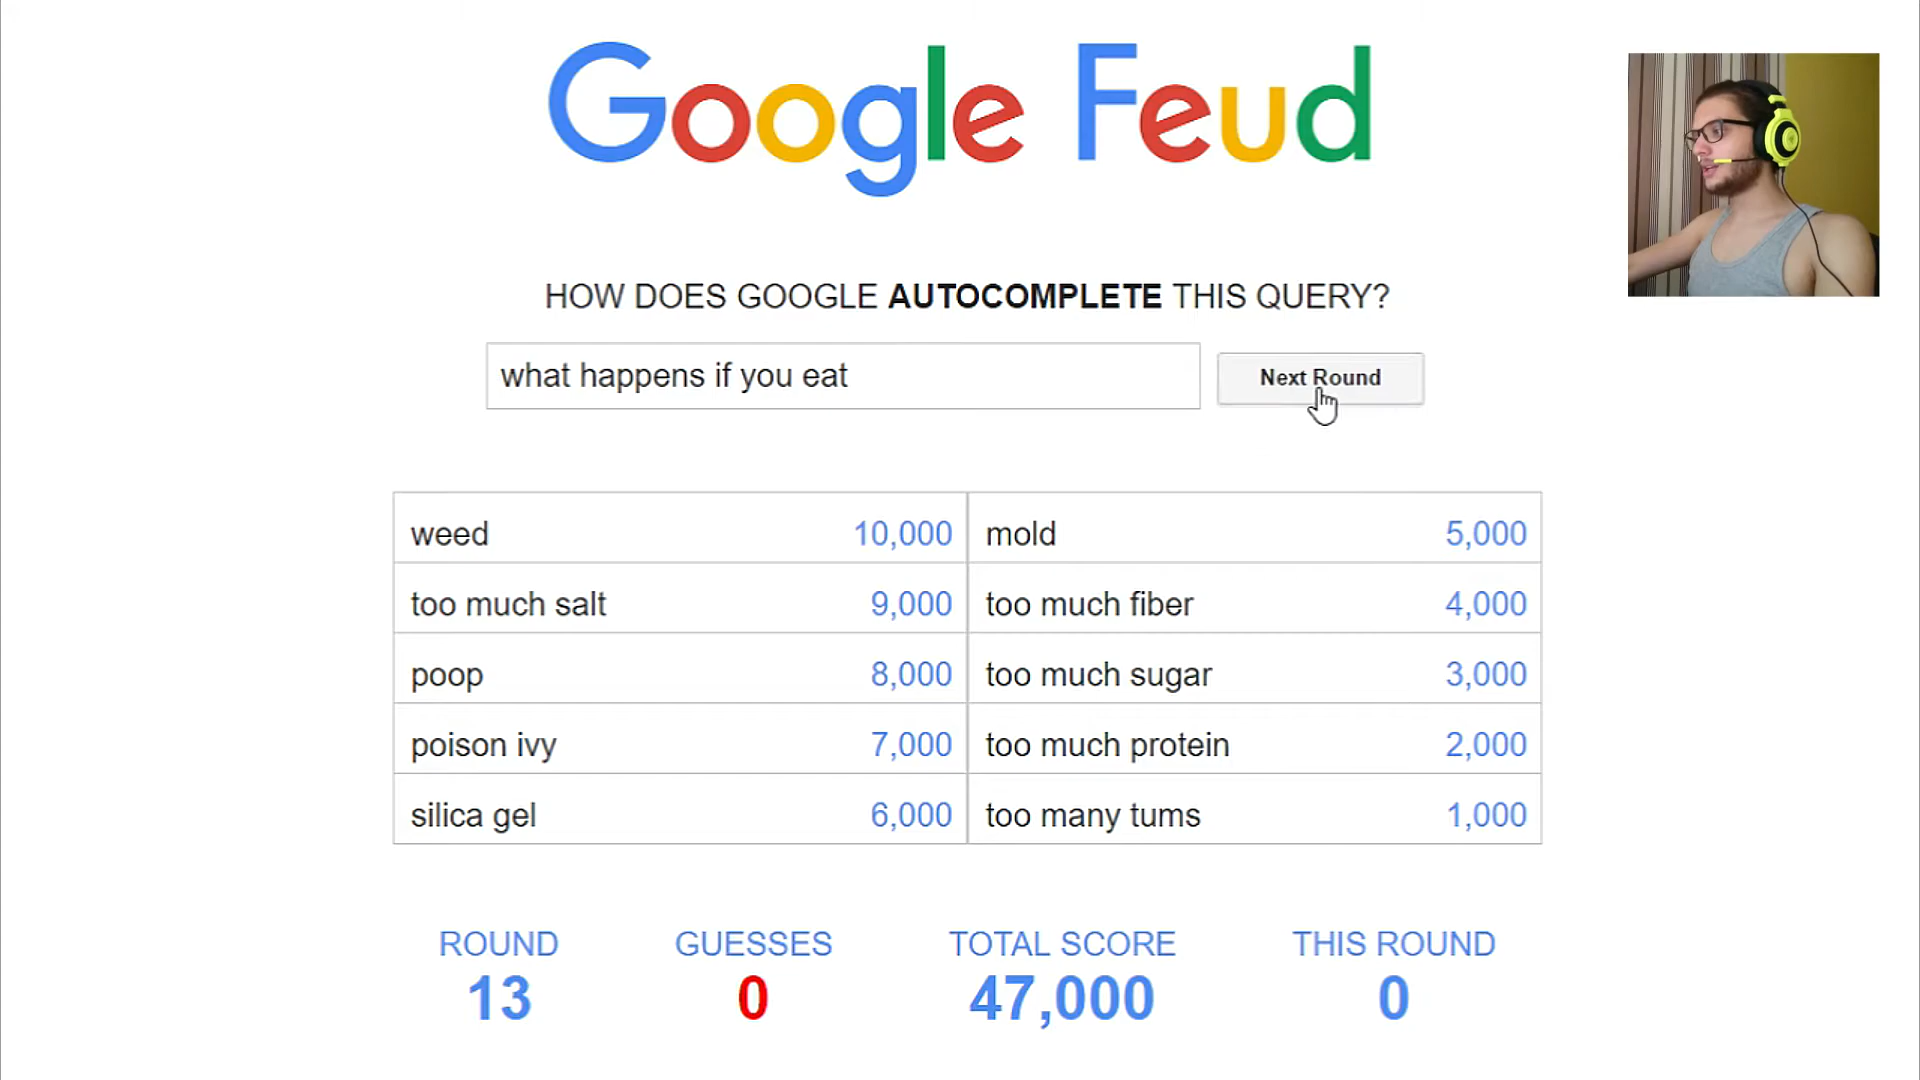 Google Feud
HOW DOES GOOGLE AUTOCOMPLETE THIS QUERY?
what happens if you eat
Next Round
weed 10,000
too much salt 9,000
poop 8,000
poison ivy 7,000
silica gel 6,000
mold 5,000
too much fiber 4,000
too much sugar 3,000
too much protein 2,000
too many tums 1,000
ROUND GUESSES TOTAL SCORE THIS ROUND
13 0 47,000 0